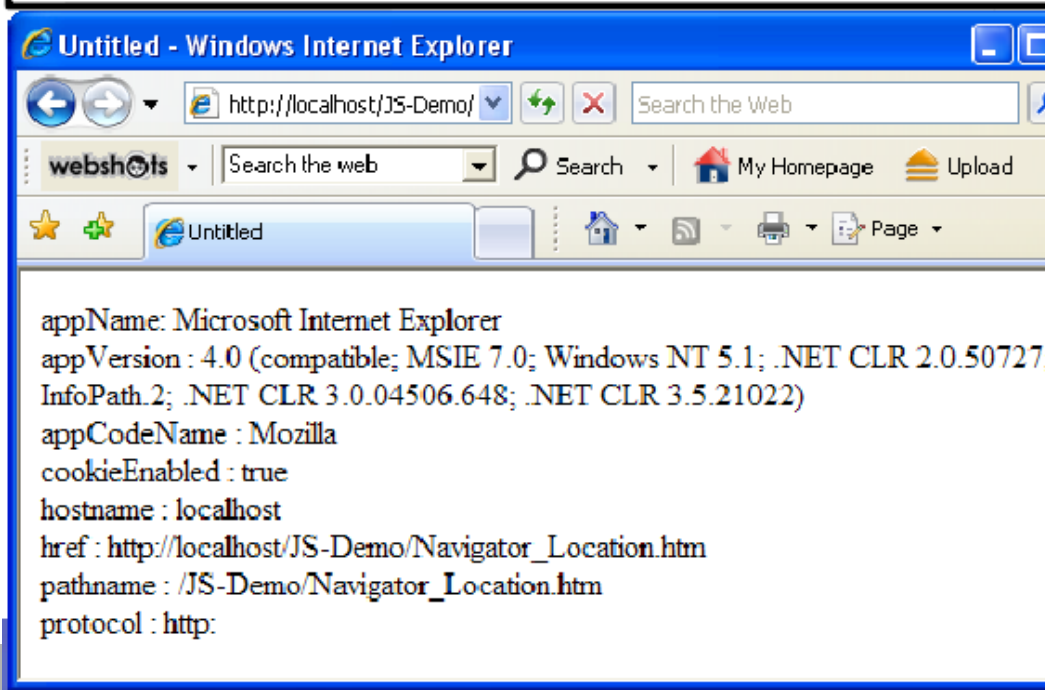 Untitled - Windows Internet Explorer
http://localhost/JS-Demo/ Search the Web
webshots Search the web Search My Homepage Upload
Untitled Page
appName: Microsoft Internet Explorer
appVersion : 4.0 (compatible; MSIE 7.0; Windows NT 5.1; .NET CLR 2.0.50727
InfoPath.2; .NET CLR 3.0.04506.648; .NET CLR 3.5.21022)
appCodeName : Mozilla
cookieEnabled : true
hostname : localhost
href : http://localhost/JS-Demo/Navigator_Location.htm
pathname : /JS-Demo/Navigator_Location.htm
protocol : http: